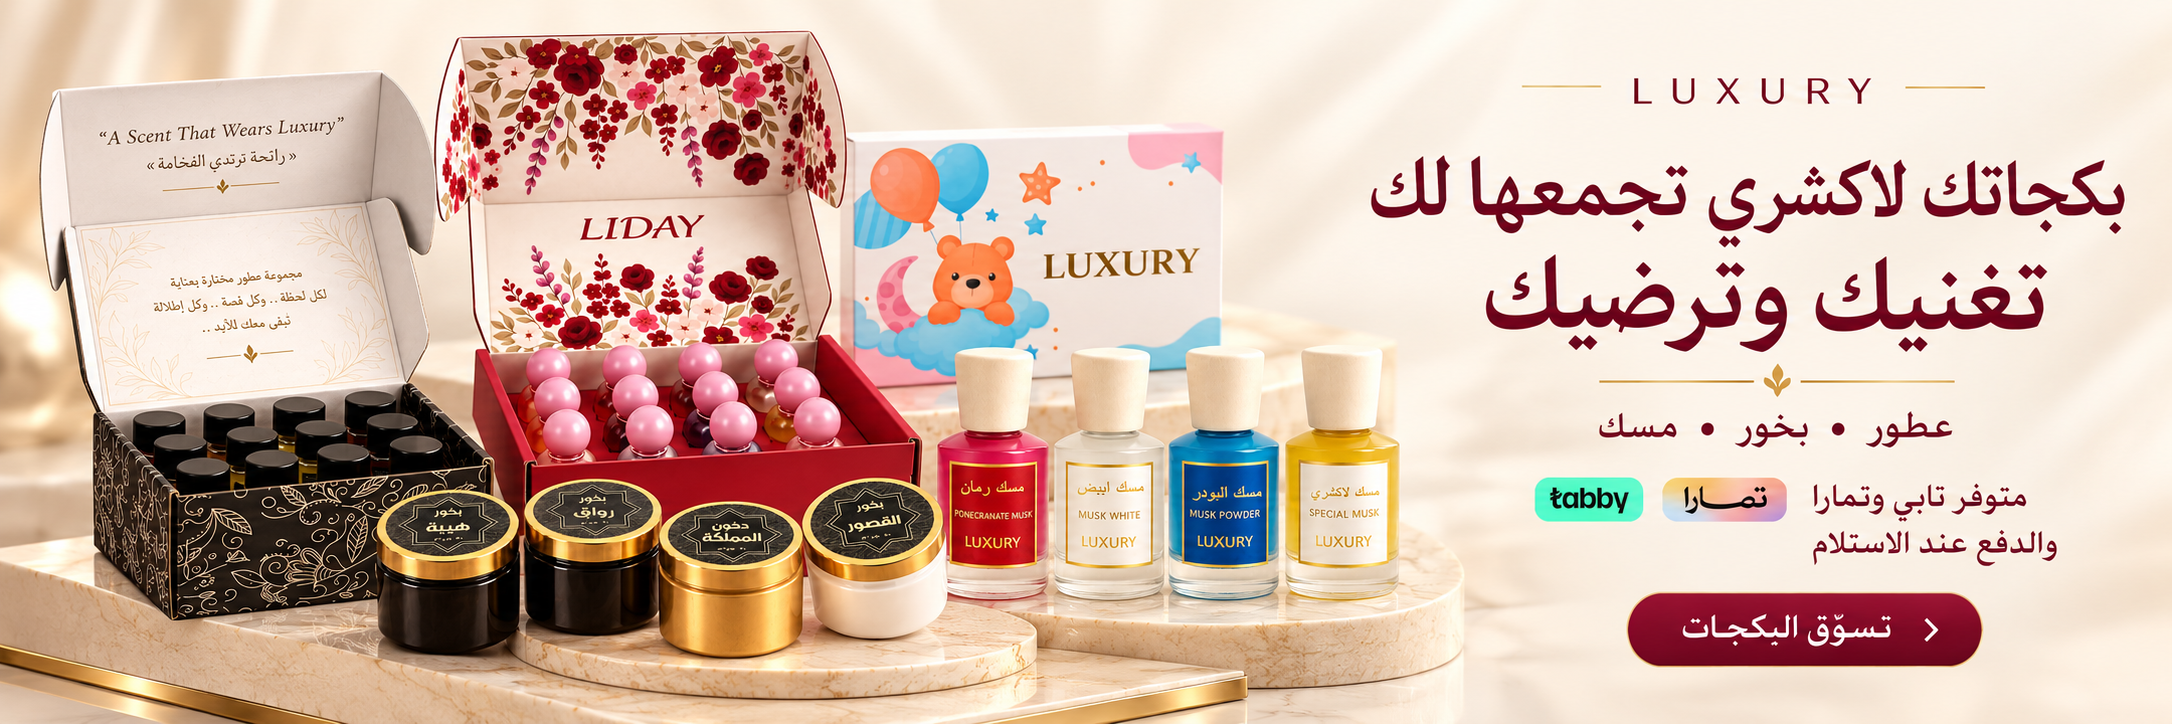 LUXURY
بكجاتك لاكشري تجمعها لك
تغنيك وترضيك
عطور • بخور • مسك
متوفر تابي وتمارا
والدفع عند الاستلام
تمارا
tabby
تسوّق البكجات
“A Scent That Wears Luxury”
« رائحة ترتدي الفخامة »
مجموعة عطور مختارة بعناية
لكل لحظة .. وكل قصة .. وكل إطلالة
تبقى معك للأبد ..
LIDAY
LUXURY
بخور
هيبة
بخور
رواق
دخون
المملكة
بخور
القصور
مسك رمان
PONECRANATE MUSK
LUXURY
مسك ابيض
MUSK WHITE
LUXURY
مسك البودر
MUSK POWDER
LUXURY
مسك لاكشري
SPECIAL MUSK
LUXURY